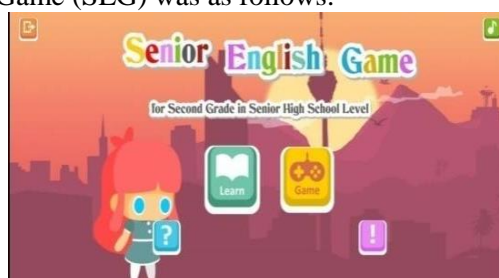 Game (SEG) was as follows:
Senior English Game
for Second Grade in Senior High School Level
Learn
Game
?
!